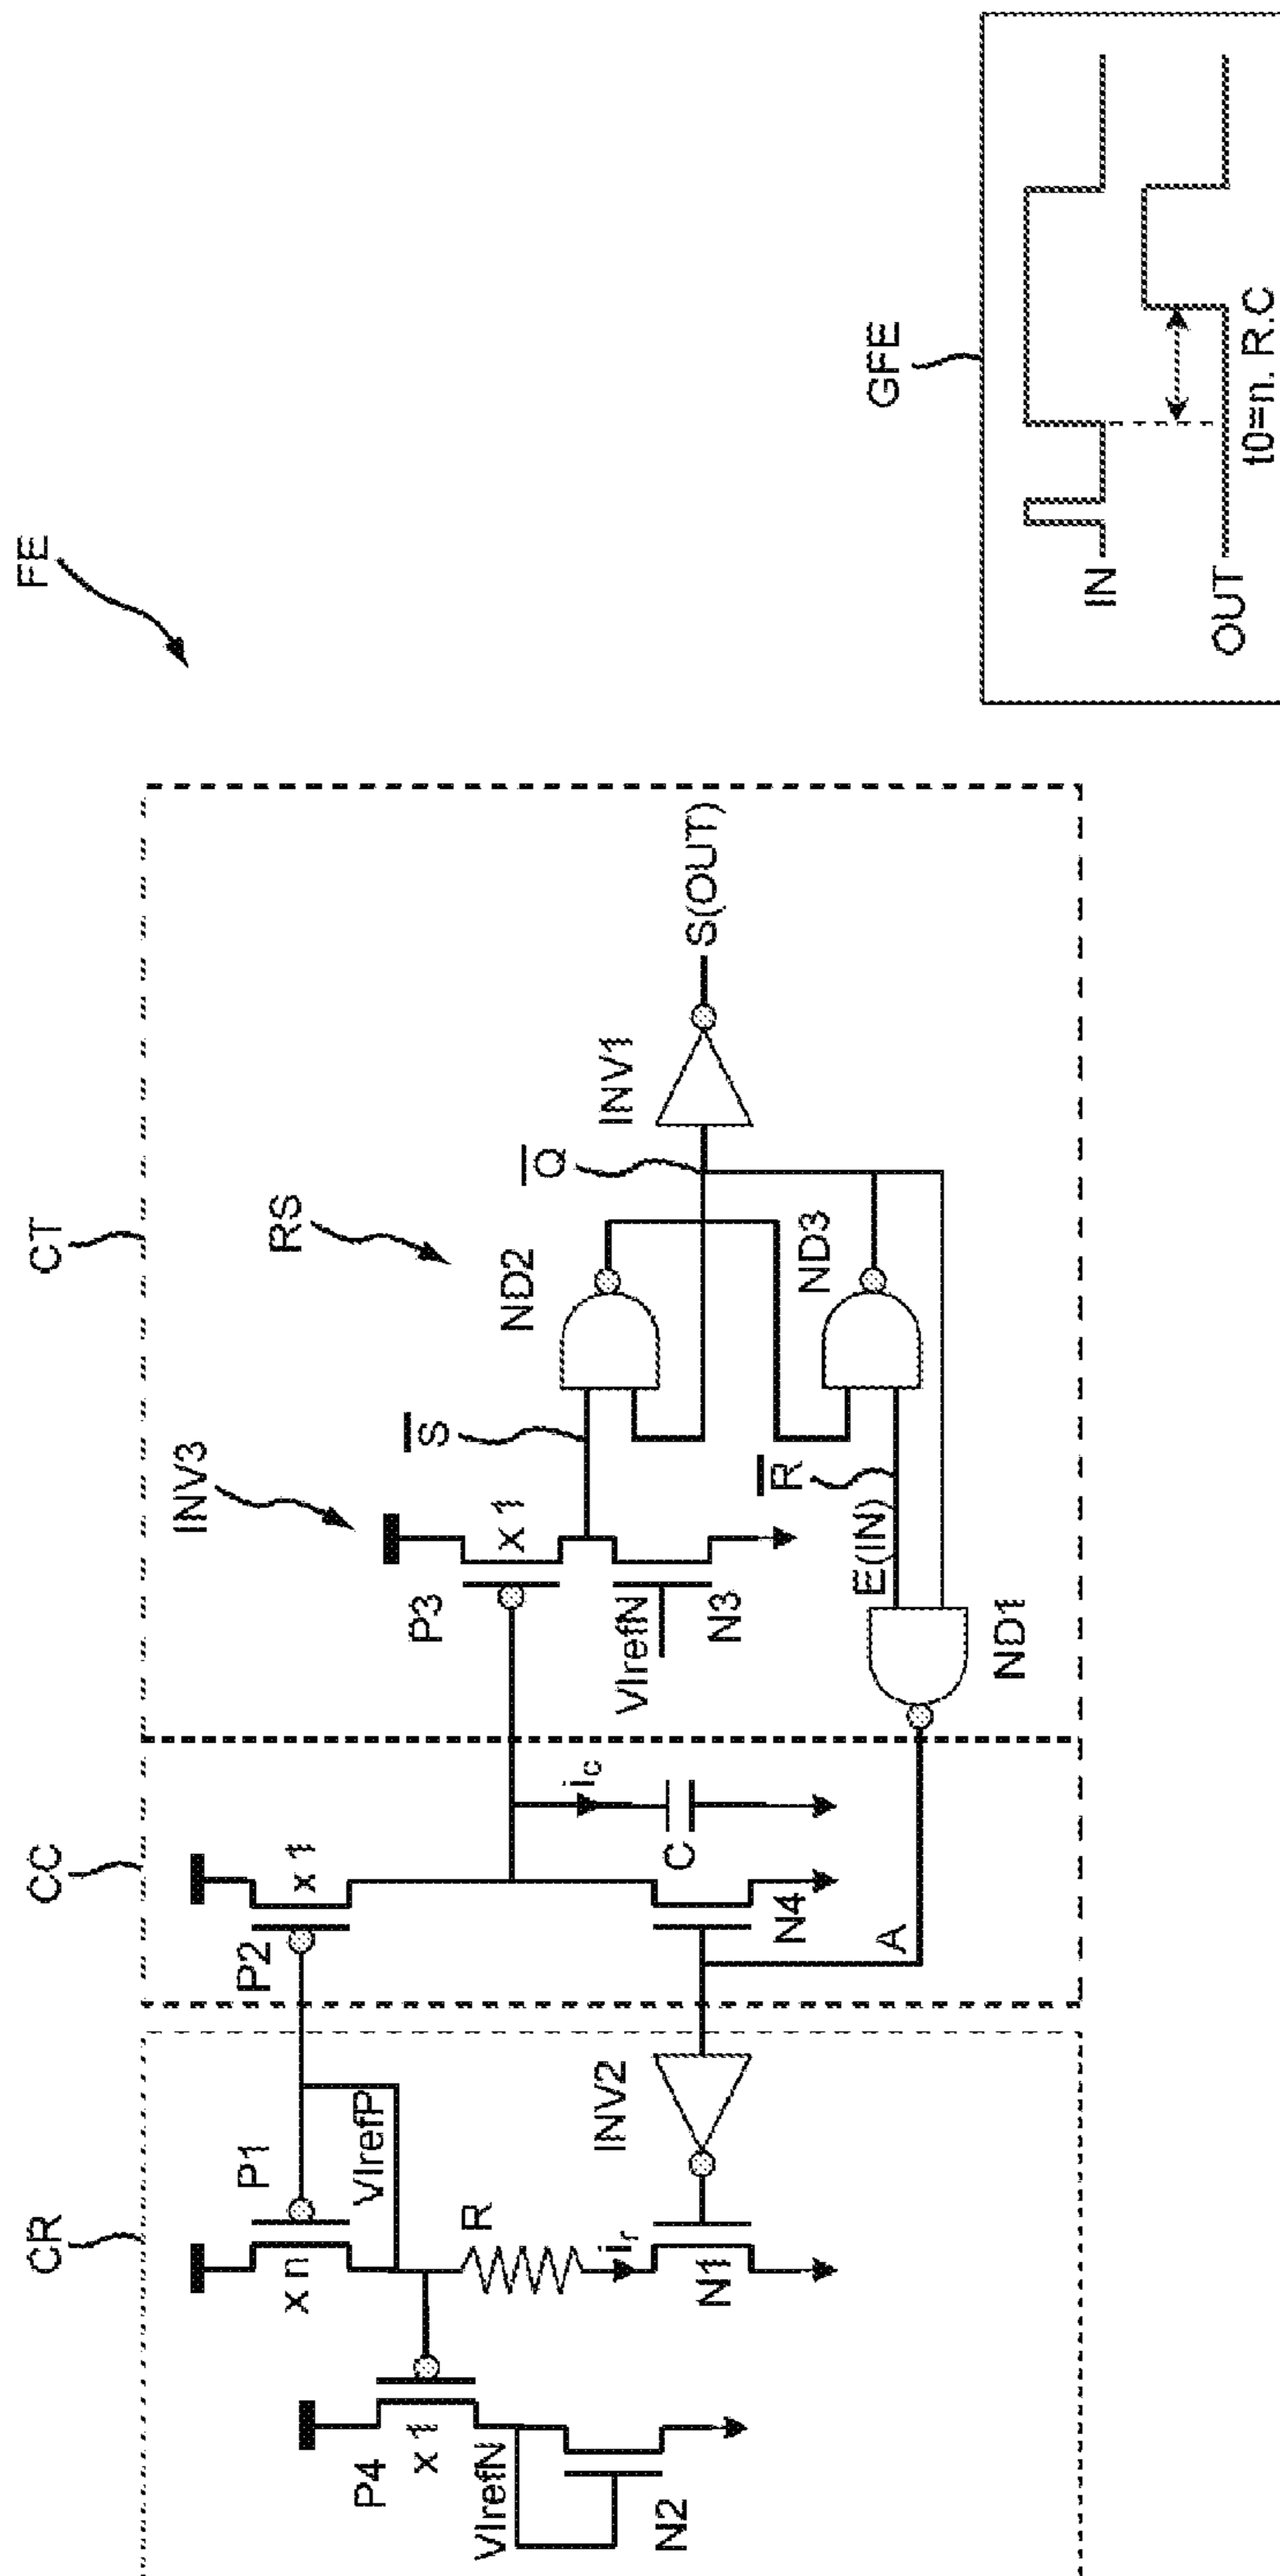 FE
CR
CC
CT
P1
x n
VIrefP
P4
x 1
VIrefN
N2
R
ir
N1
INV2
P2
x 1
ic
C
N4
A
INV3
P3
x 1
VIrefN
N3
S
RS
ND2
Q
INV1
S(OUT)
ND3
R
E(IN)
ND1
GFE
IN
OUT
t0=n. R.C